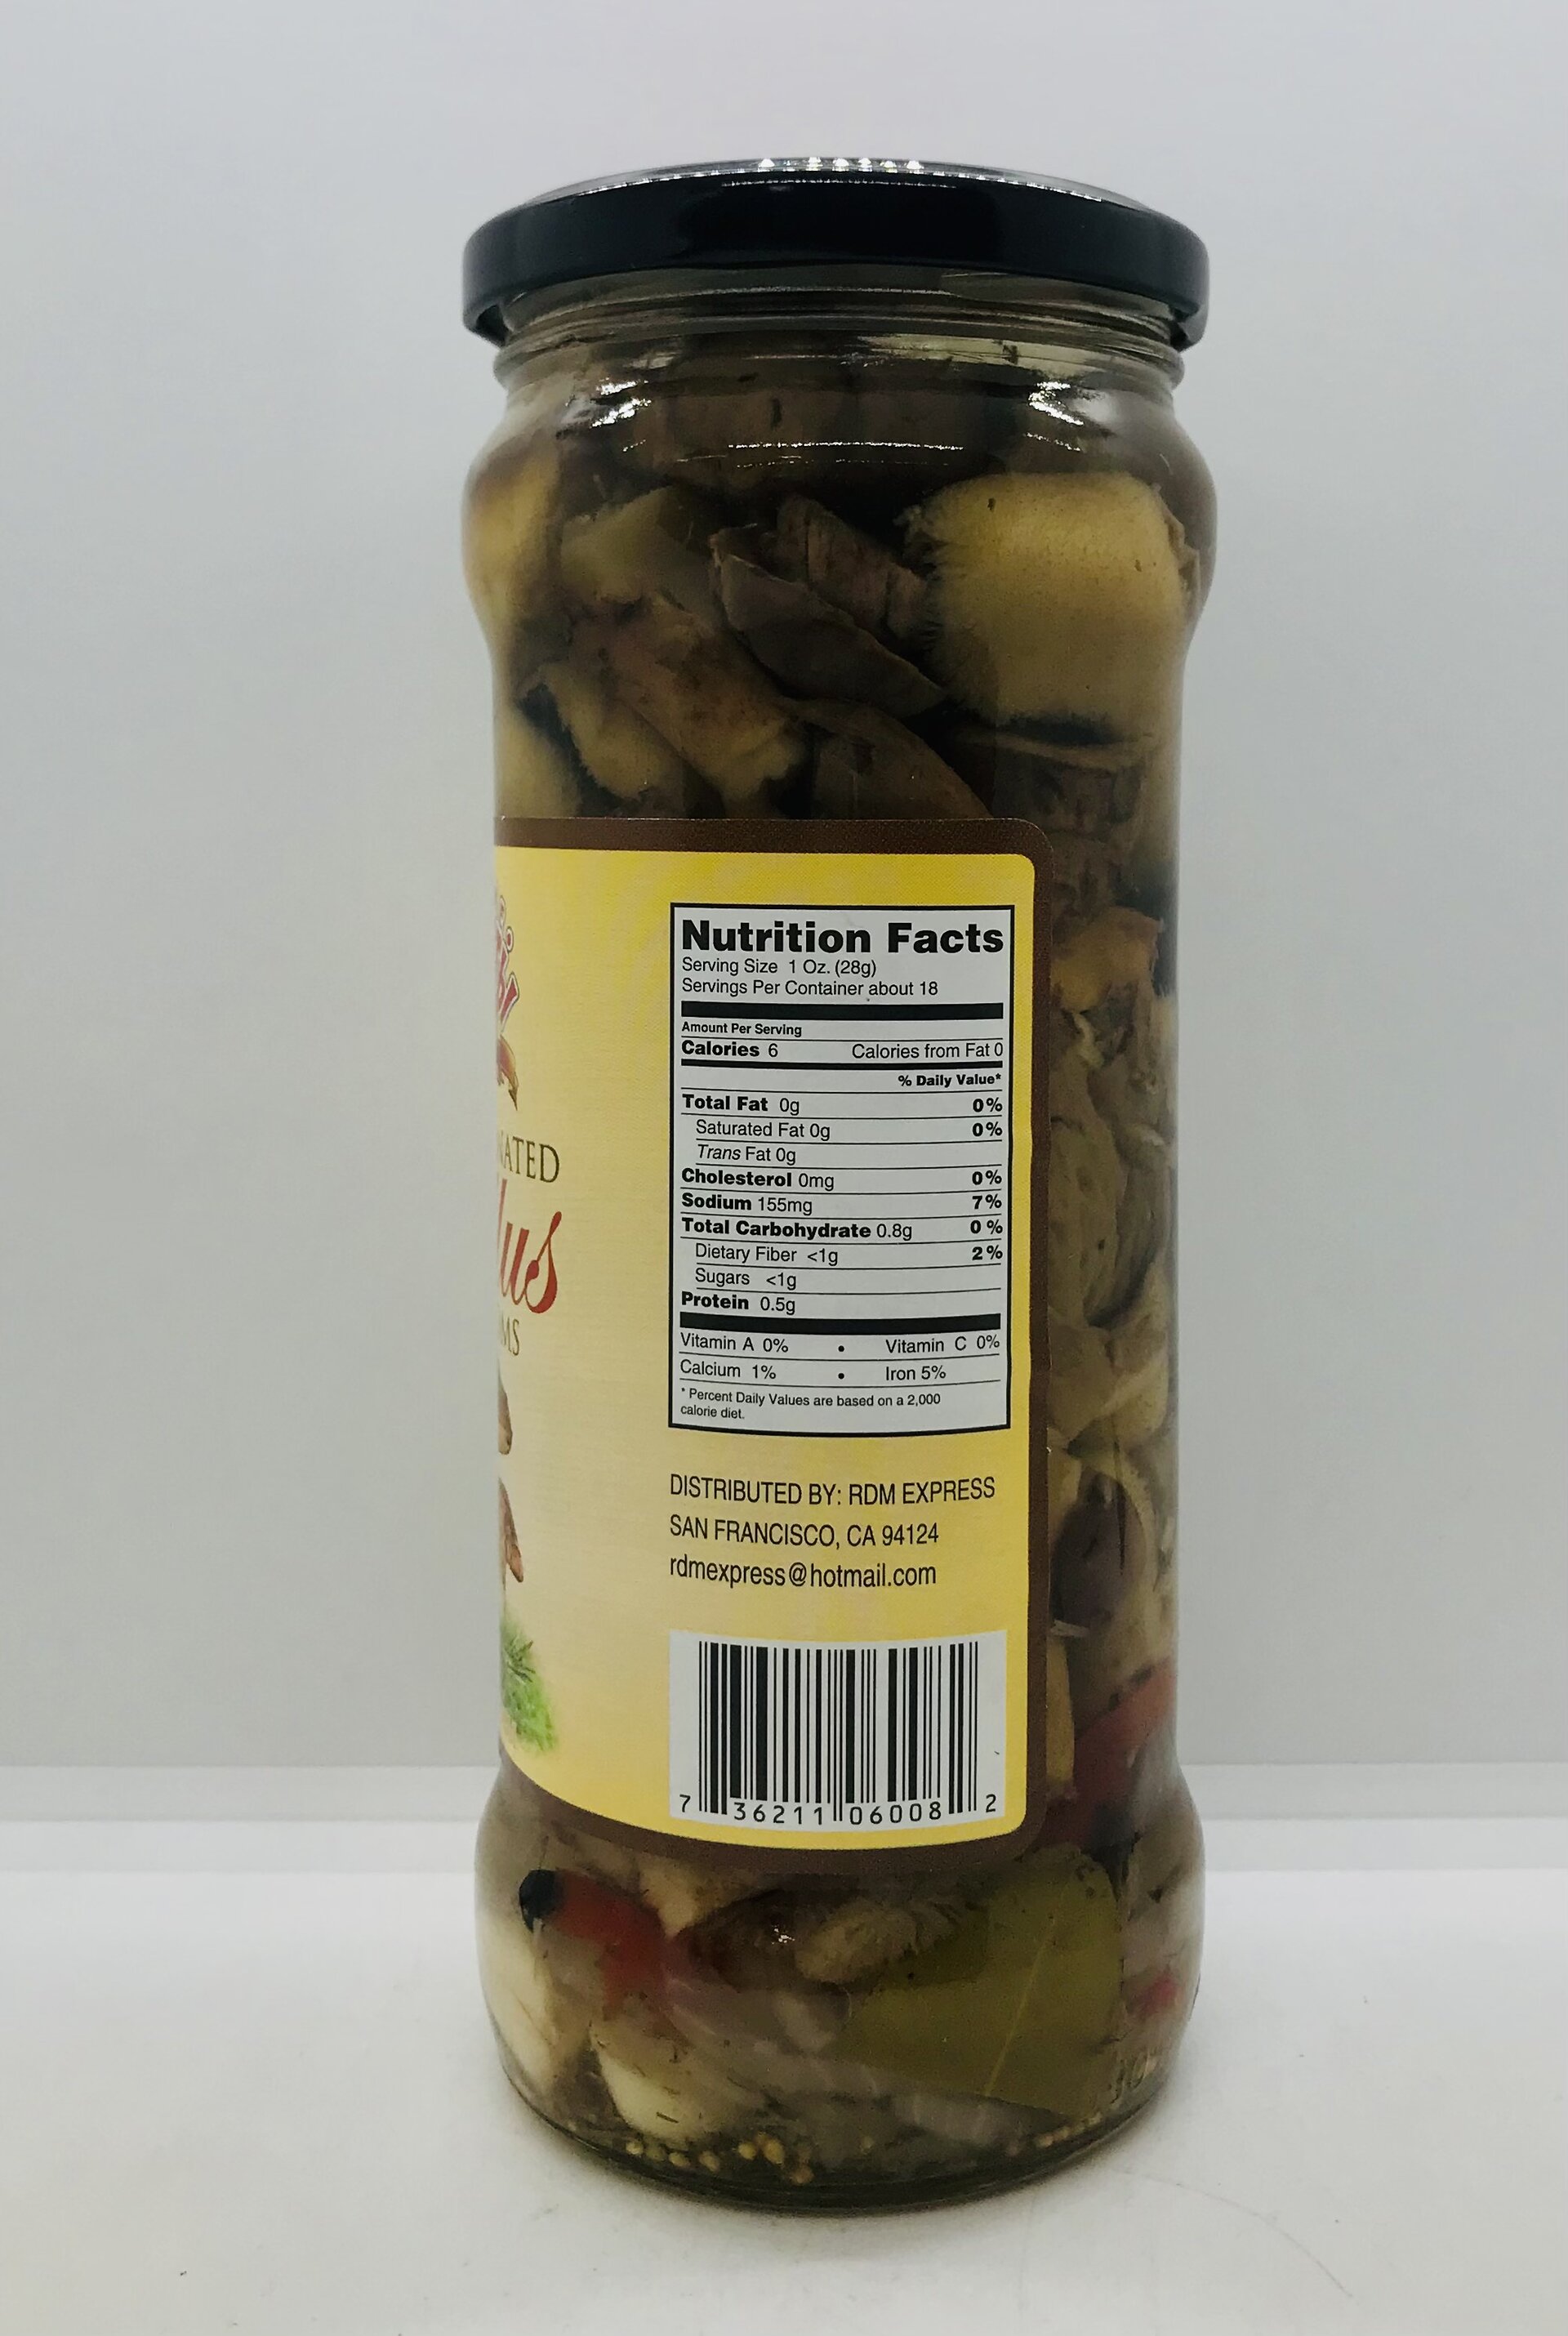 Nutrition Facts
Serving Size 1 Oz. (28g)
Servings Per Container about 18
Amount Per Serving
Calories 6 Calories from Fat 0
% Daily Value*
Total Fat 0g 0%
Saturated Fat 0g 0%
Trans Fat 0g
Cholesterol 0mg 0%
Sodium 155mg 7%
Total Carbohydrate 0.8g 0 %
Dietary Fiber <1g 2%
Sugars <1g
Protein 0.5g
Vitamin A 0% • Vitamin C 0%
Calcium 1% • Iron 5%
* Percent Daily Values are based on a 2,000
calorie diet.
DISTRIBUTED BY: RDM EXPRESS
SAN FRANCISCO, CA 94124
rdmexpress@hotmail.com
7 36211 06008 2